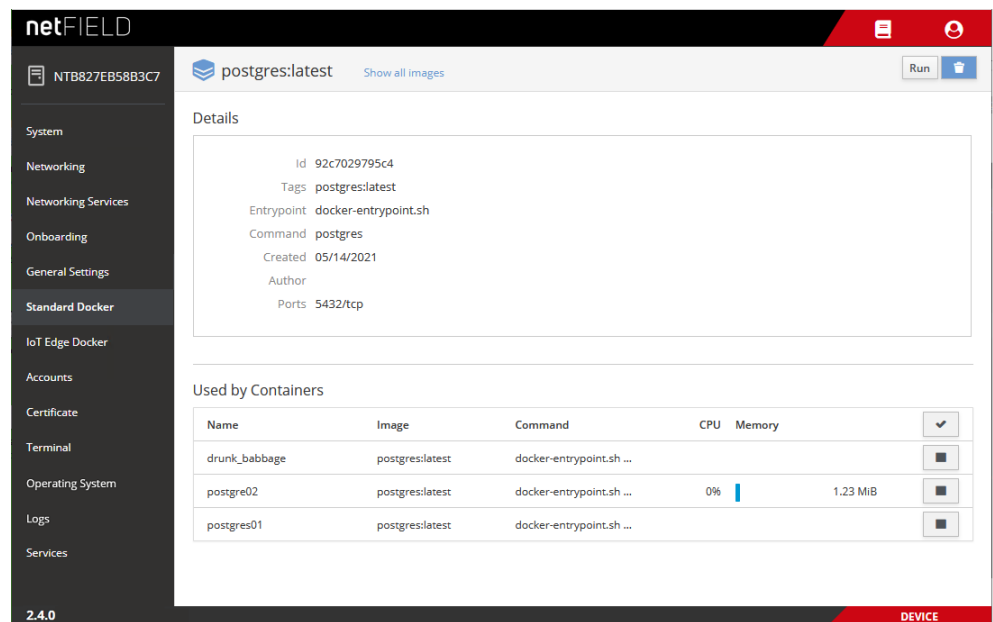 netFIELD
NTB827EB58B3C7
postgres:latest Show all images Run
System
Networking
Networking Services
Onboarding
General Settings
Standard Docker
IoT Edge Docker
Accounts
Certificate
Terminal
Operating System
Logs
Services
2.4.0
Details
Id 92c7029795c4
Tags postgres:latest
Entrypoint docker-entrypoint.sh
Command postgres
Created 05/14/2021
Author
Ports 5432/tcp
Used by Containers
Name Image Command CPU Memory
drunk_babbage postgres:latest docker-entrypoint.sh ...
postgre02 postgres:latest docker-entrypoint.sh ... 0% 1.23 MiB
postgres01 postgres:latest docker-entrypoint.sh ...
DEVICE